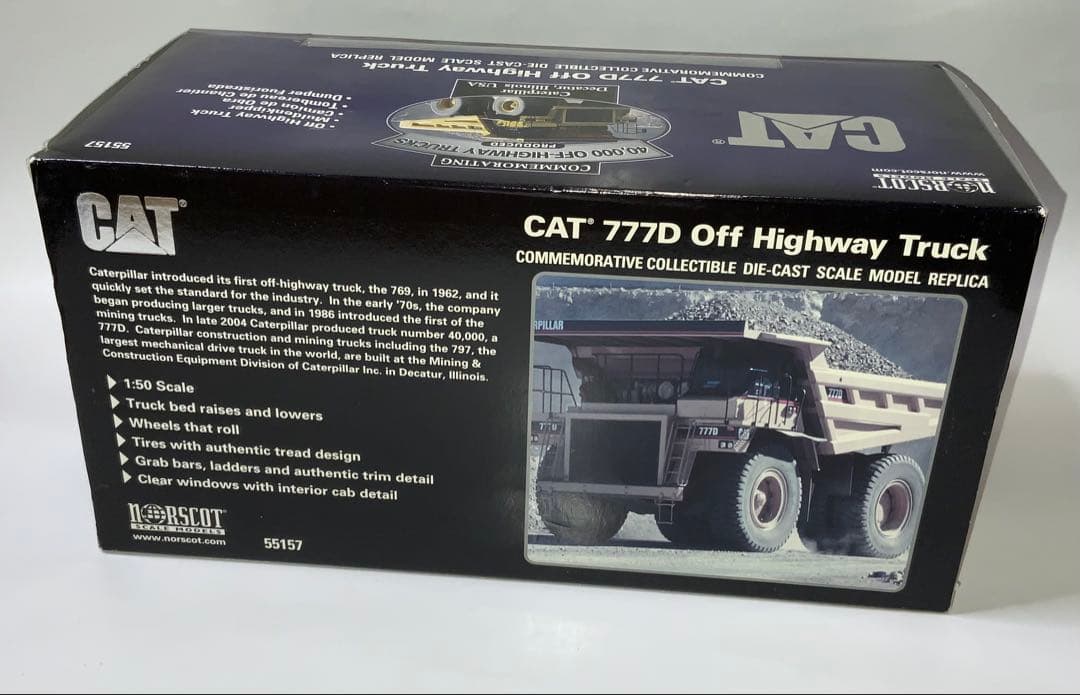 55157
• Off Highway Truck
• Muldenkipper
• Camion de Obra
• Tombereau de Chantier
• Dumper Fuoristrada
COMMEMORATING
40,000 OFF-HIGHWAY TRUCKS
PRODUCED
Caterpillar USA
Decatur, Illinois
CAT 777D Off Highway Truck
COMMEMORATIVE COLLECTIBLE DIE-CAST SCALE MODEL REPLICA
CAT®
NORSCOT
SCALE MODELS
www.norscot.com
CAT®
Caterpillar introduced its first off-highway truck, the 769, in 1962, and it
quickly set the standard for the industry. In the early '70s, the company
began producing larger trucks, and in 1986 introduced the first of the
mining trucks. In late 2004 Caterpillar produced truck number 40,000, a
777D. Caterpillar construction and mining trucks including the 797, the
largest mechanical drive truck in the world, are built at the Mining &
Construction Equipment Division of Caterpillar Inc. in Decatur, Illinois.
1:50 Scale
Truck bed raises and lowers
Wheels that roll
Tires with authentic tread design
Grab bars, ladders and authentic trim detail
Clear windows with interior cab detail
NORSCOT
SCALE MODELS
www.norscot.com
55157
CAT® 777D Off Highway Truck
COMMEMORATIVE COLLECTIBLE DIE-CAST SCALE MODEL REPLICA
RPILLAR
777D
777D